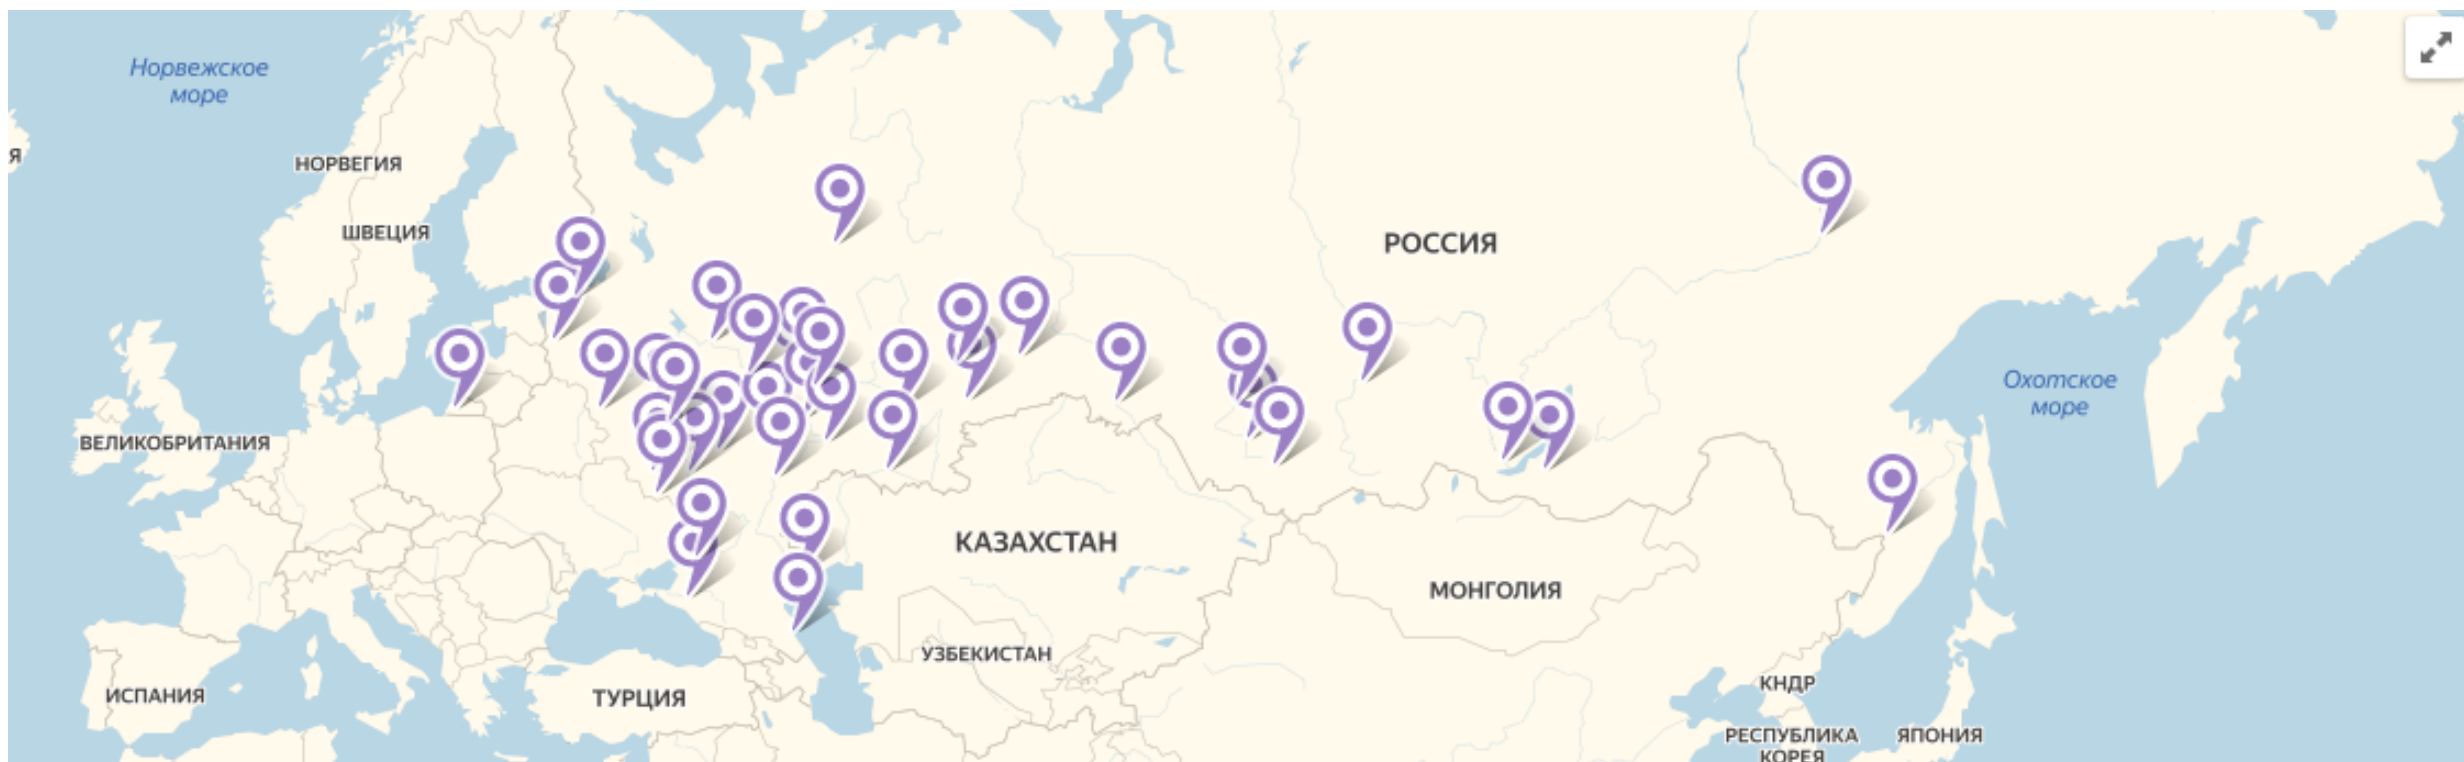 Норвежское
море
Я
НОРВЕГИЯ
ШВЕЦИЯ
РОССИЯ
Охотское
море
ВЕЛИКОБРИТАНИЯ
КАЗАХСТАН
МОНГОЛИЯ
УЗБЕКИСТАН
ИСПАНИЯ
ТУРЦИЯ
КНДР
РЕСПУБЛИКА
КОРЕЯ
ЯПОНИЯ